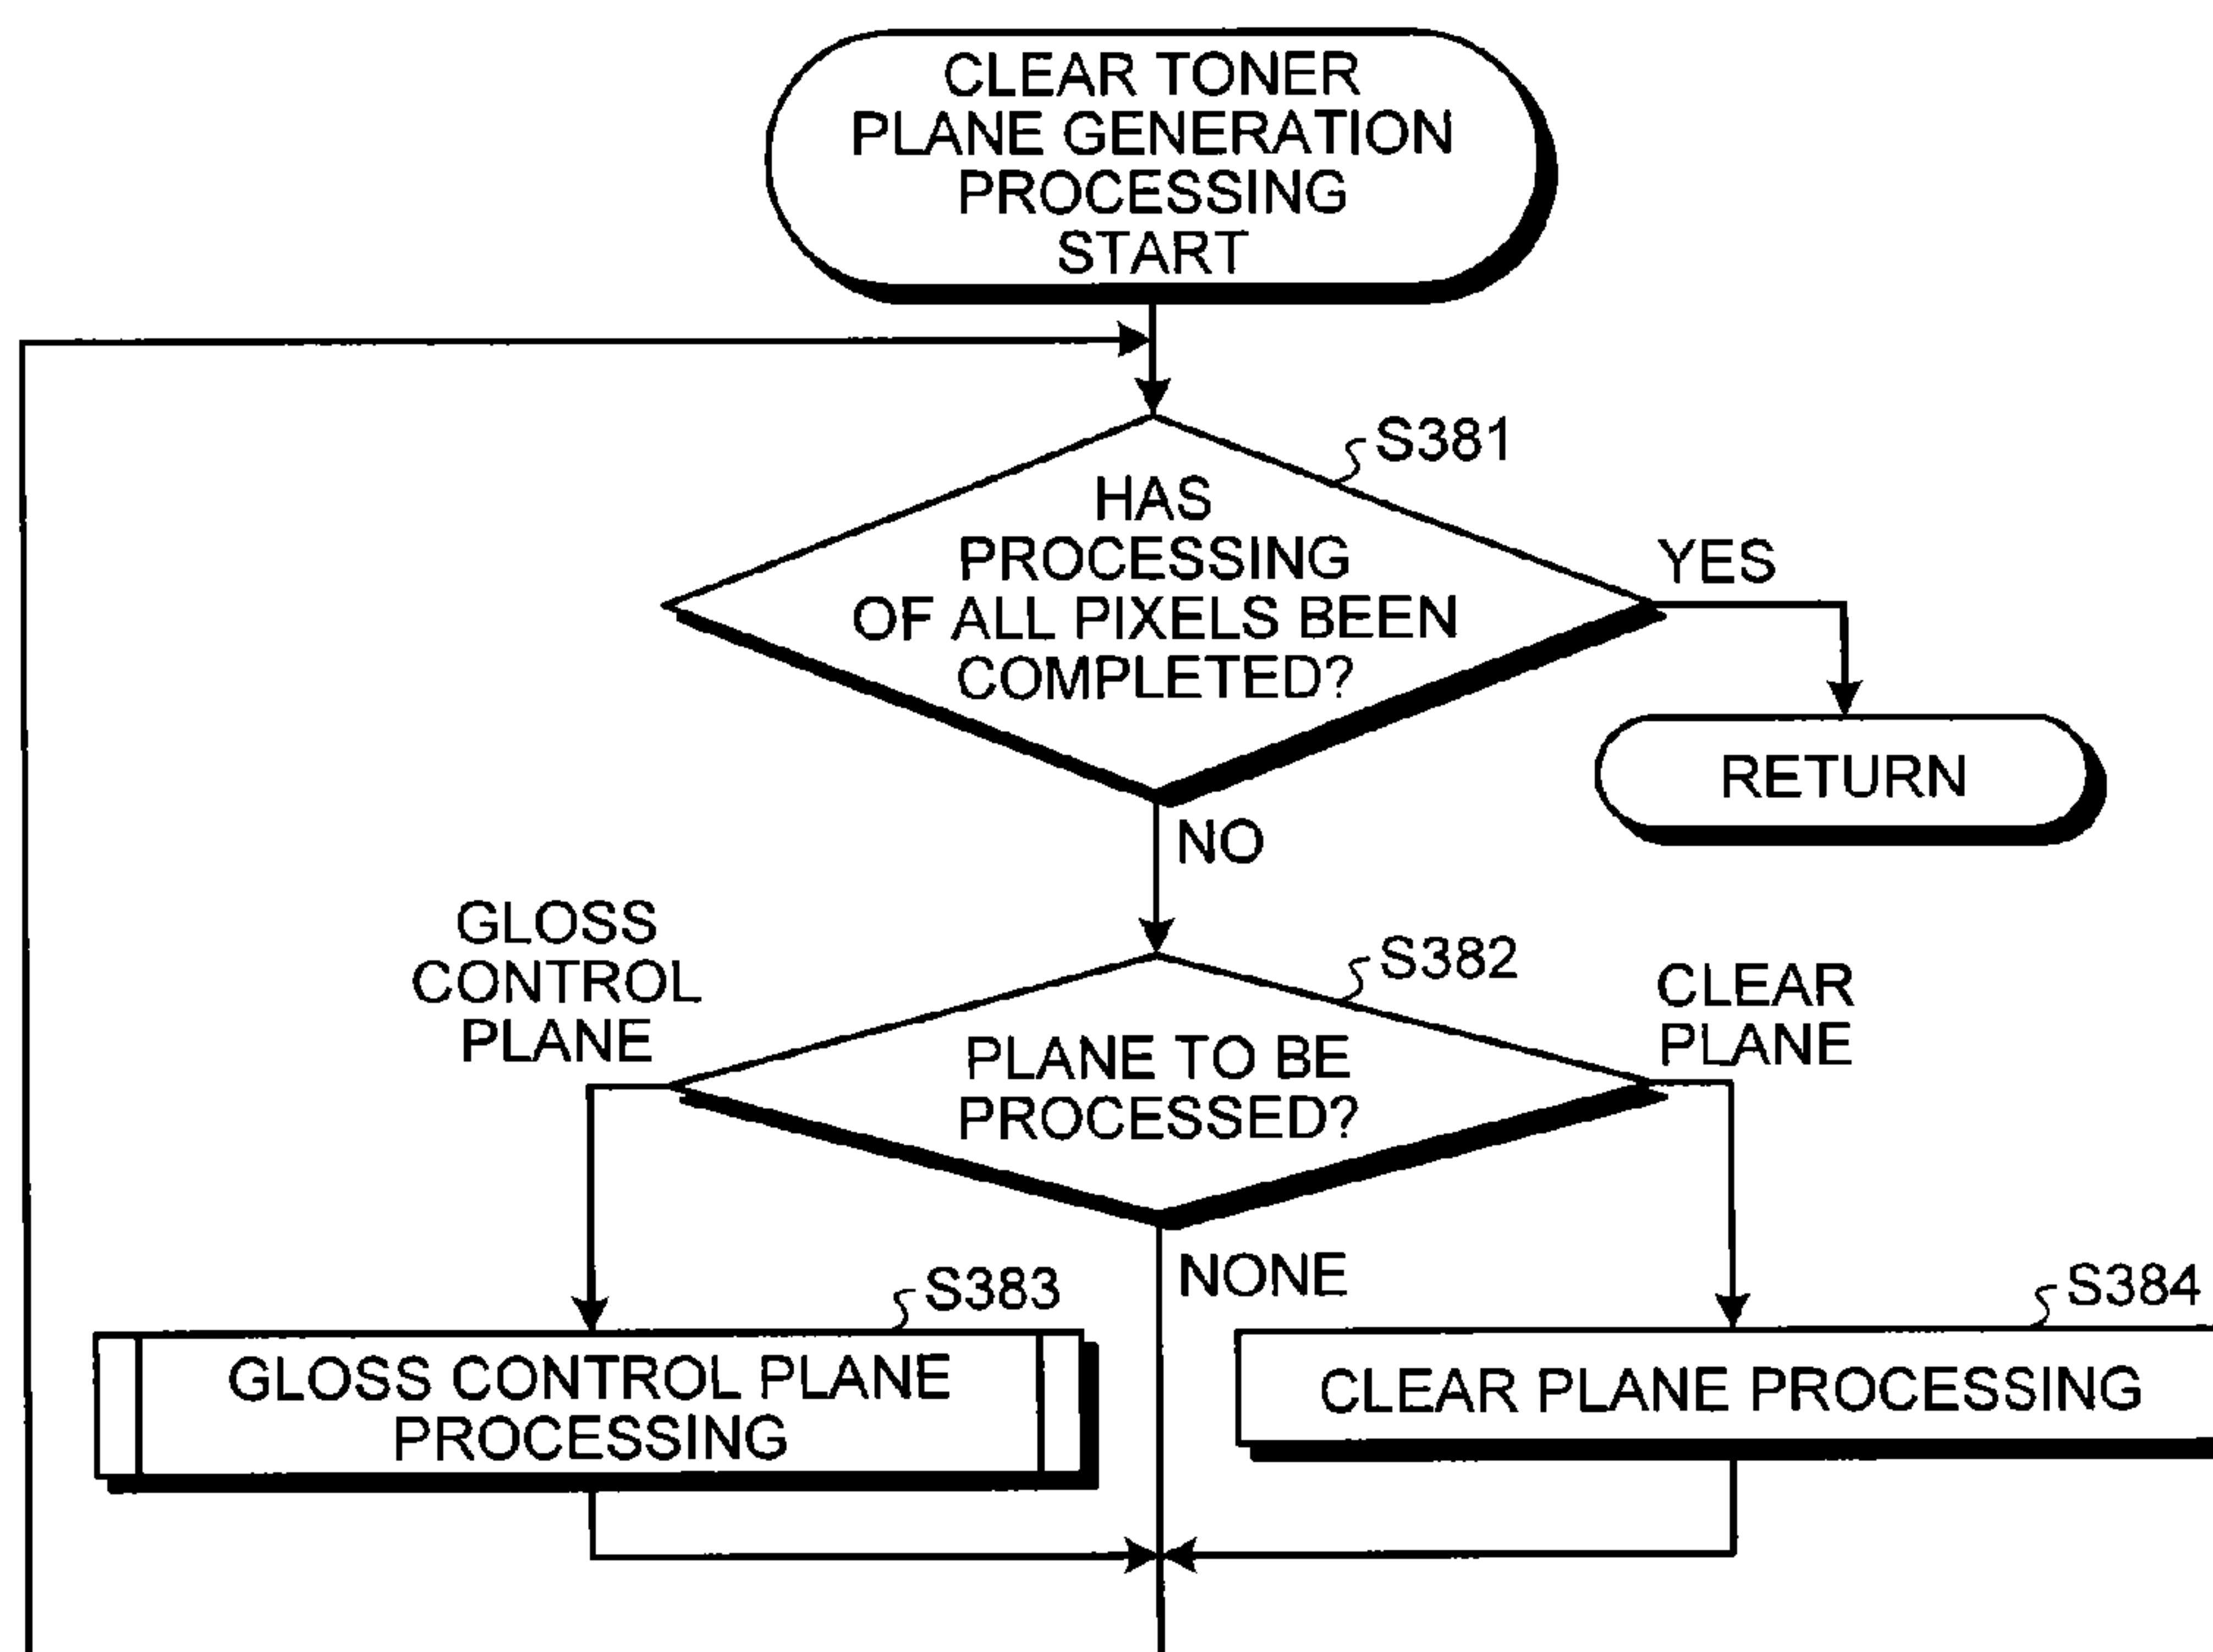 CLEAR TONER
PLANE GENERATION
PROCESSING
START
S381
HAS
PROCESSING
OF ALL PIXELS BEEN
COMPLETED?
YES
RETURN
NO
GLOSS
CONTROL
PLANE
S382
PLANE TO BE
PROCESSED?
CLEAR
PLANE
NONE
S383
GLOSS CONTROL PLANE
PROCESSING
S384
CLEAR PLANE PROCESSING